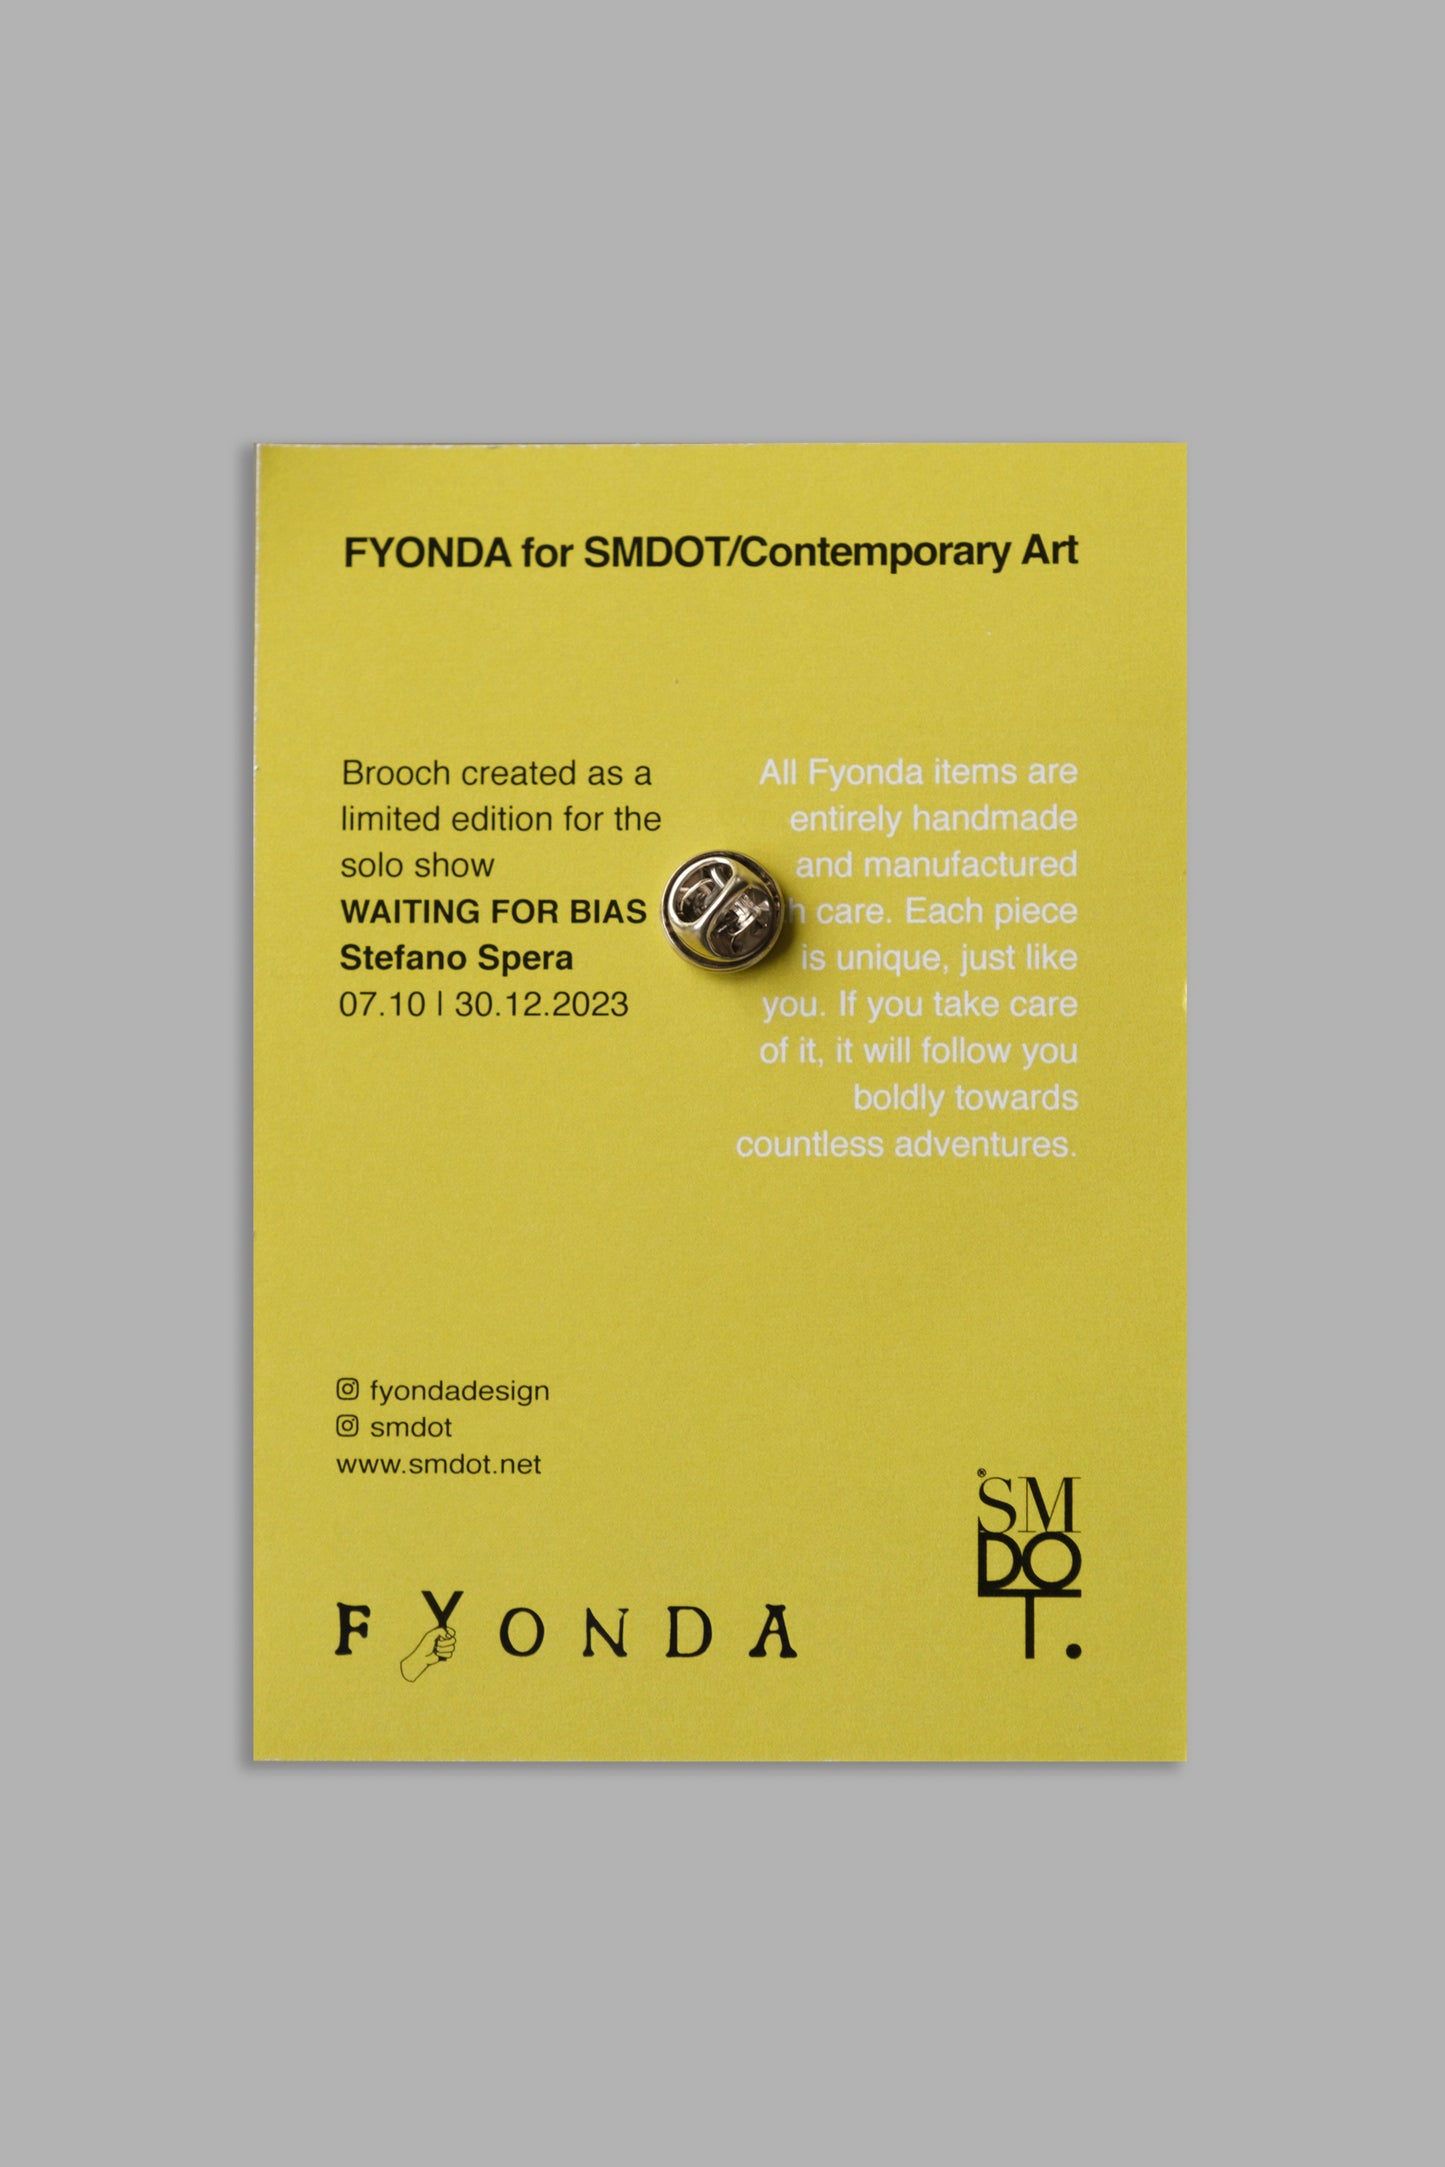 FYONDA for SMDOT/Contemporary Art
Brooch created as a
limited edition for the
solo show
WAITING FOR BIAS
Stefano Spera
07.10 | 30.12.2023
All Fyonda items are
entirely handmade
and manufactured
care. Each piece
is unique, just like
you. If you take care
of it, it will follow you
boldly towards
countless adventures.
fyondadesign
smdot
www.smdot.net
FYONDA
®SM
DO
T.